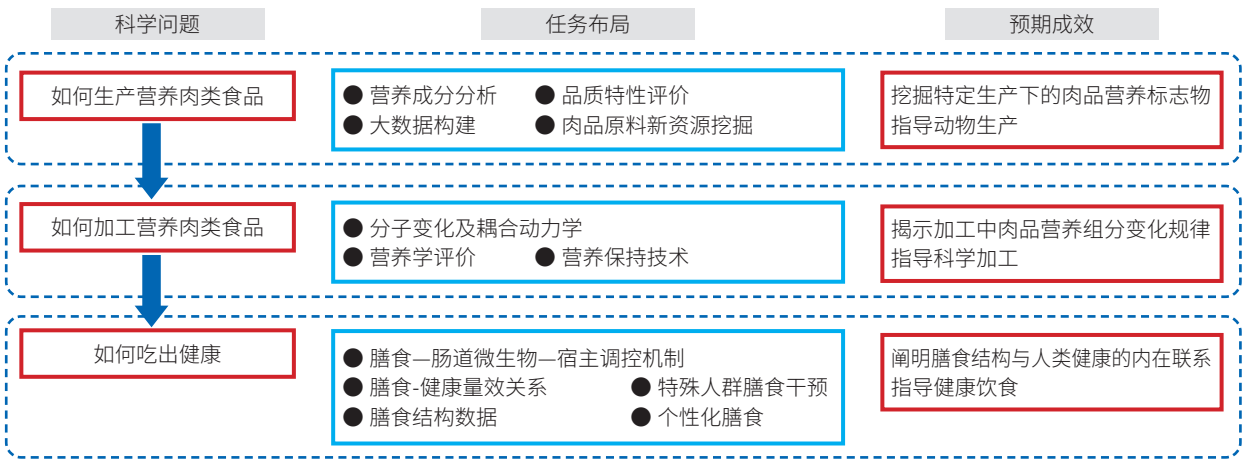 科学问题
任务布局
预期成效
如何生产营养肉类食品
● 营养成分分析 ● 品质特性评价
● 大数据构建 ● 肉品原料新资源挖掘
挖掘特定生产下的肉品营养标志物
指导动物生产
如何加工营养肉类食品
● 分子变化及耦合动力学
● 营养学评价 ● 营养保持技术
揭示加工中肉品营养组分变化规律
指导科学加工
如何吃出健康
● 膳食—肠道微生物—宿主调控机制
● 膳食-健康量效关系 ● 特殊人群膳食干预
● 膳食结构数据 ● 个性化膳食
阐明膳食结构与人类健康的内在联系
指导健康饮食